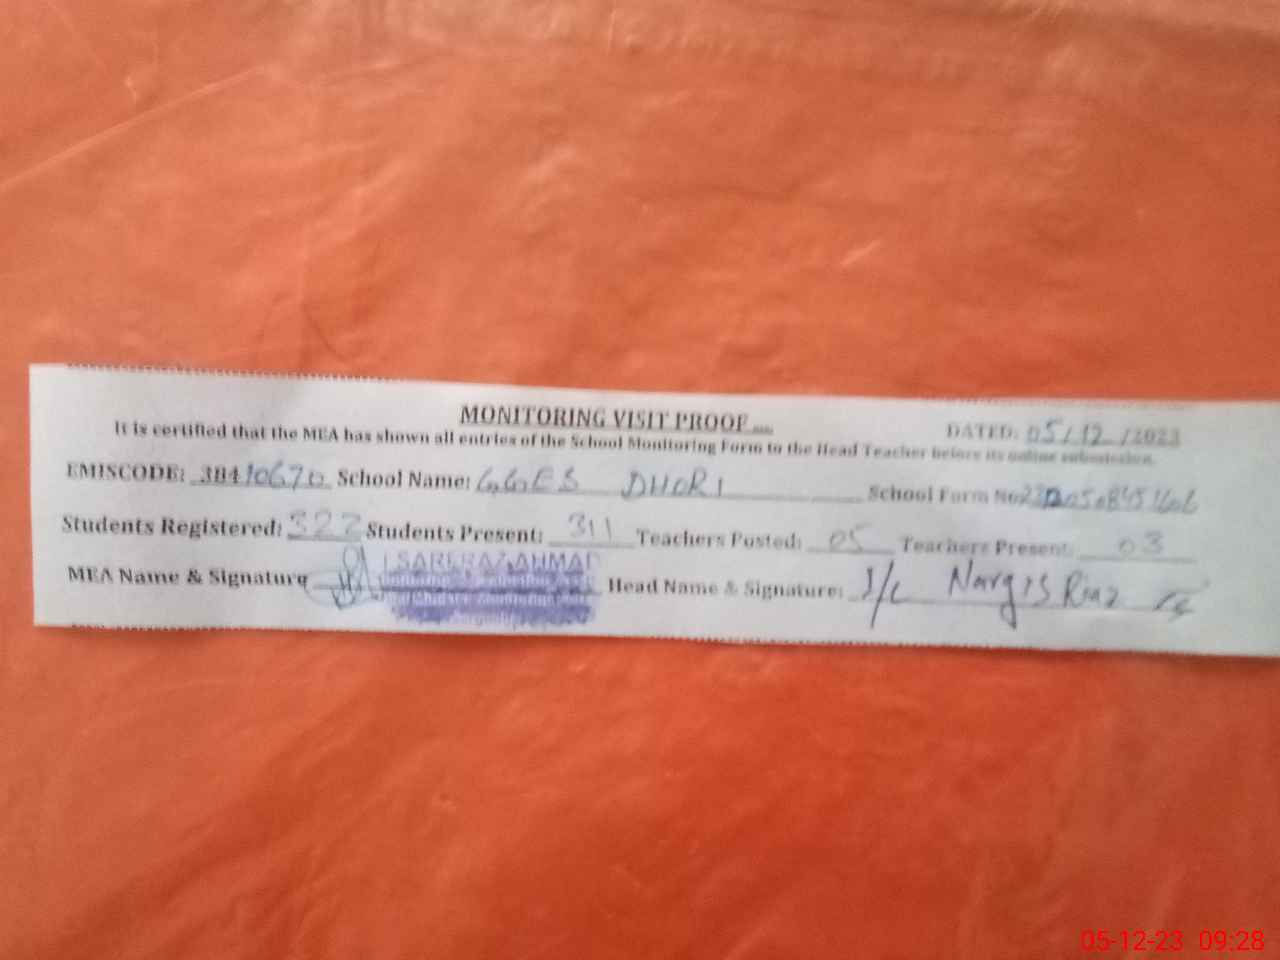 MONITORING VISIT PROOF
DATED: 05/12/2023
It is certified that the MEA has shown all entries of the School Monitoring Form to the Head Teacher before its online submission.
EMISCODE: 38410670 School Name: GGES DHORI School Form No
Students Registered: 322 Students Present: 311 Teachers Posted: 05 Teachers Present: 03
MEA Name & Signature SARFRAZ AHMAD Head Name & Signature: I/C Nargis Riaz
05-12-23 09:28